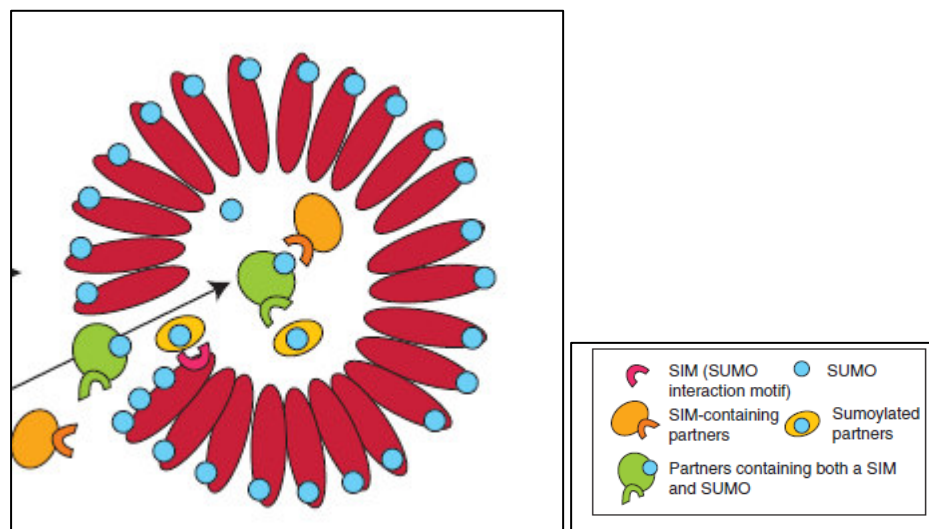 SIM (SUMO
interaction motif)
SUMO
SIM-containing
partners
Sumoylated
partners
Partners containing both a SIM
and SUMO